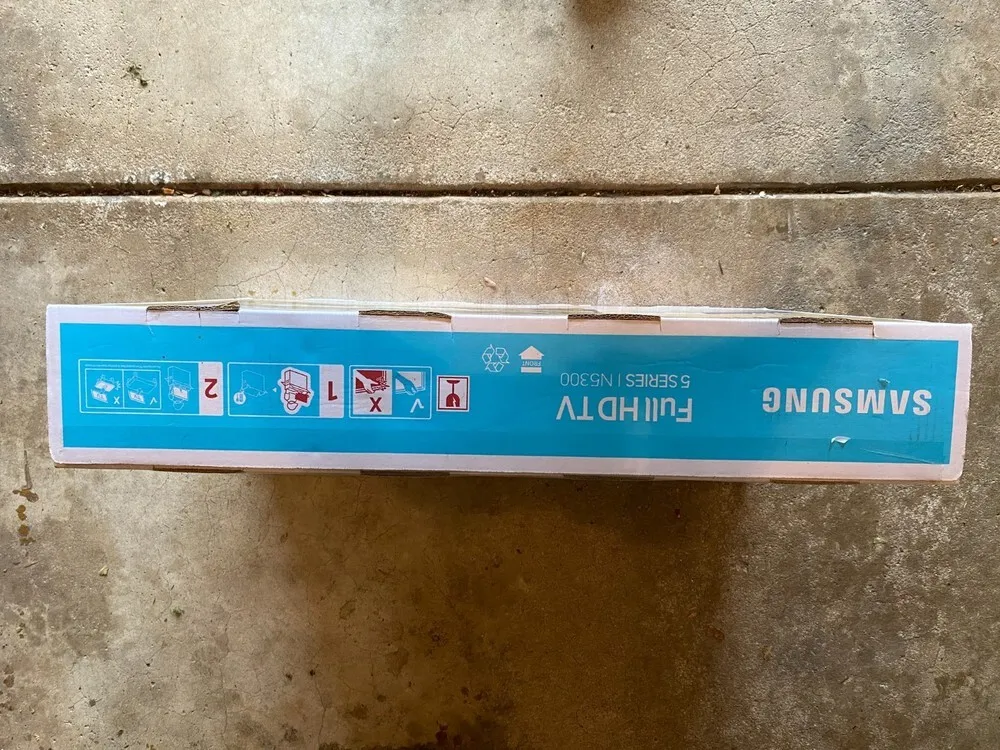 SAMSUNG
Full HD TV
5 SERIES | N5300
FRONT
V
X
1
2